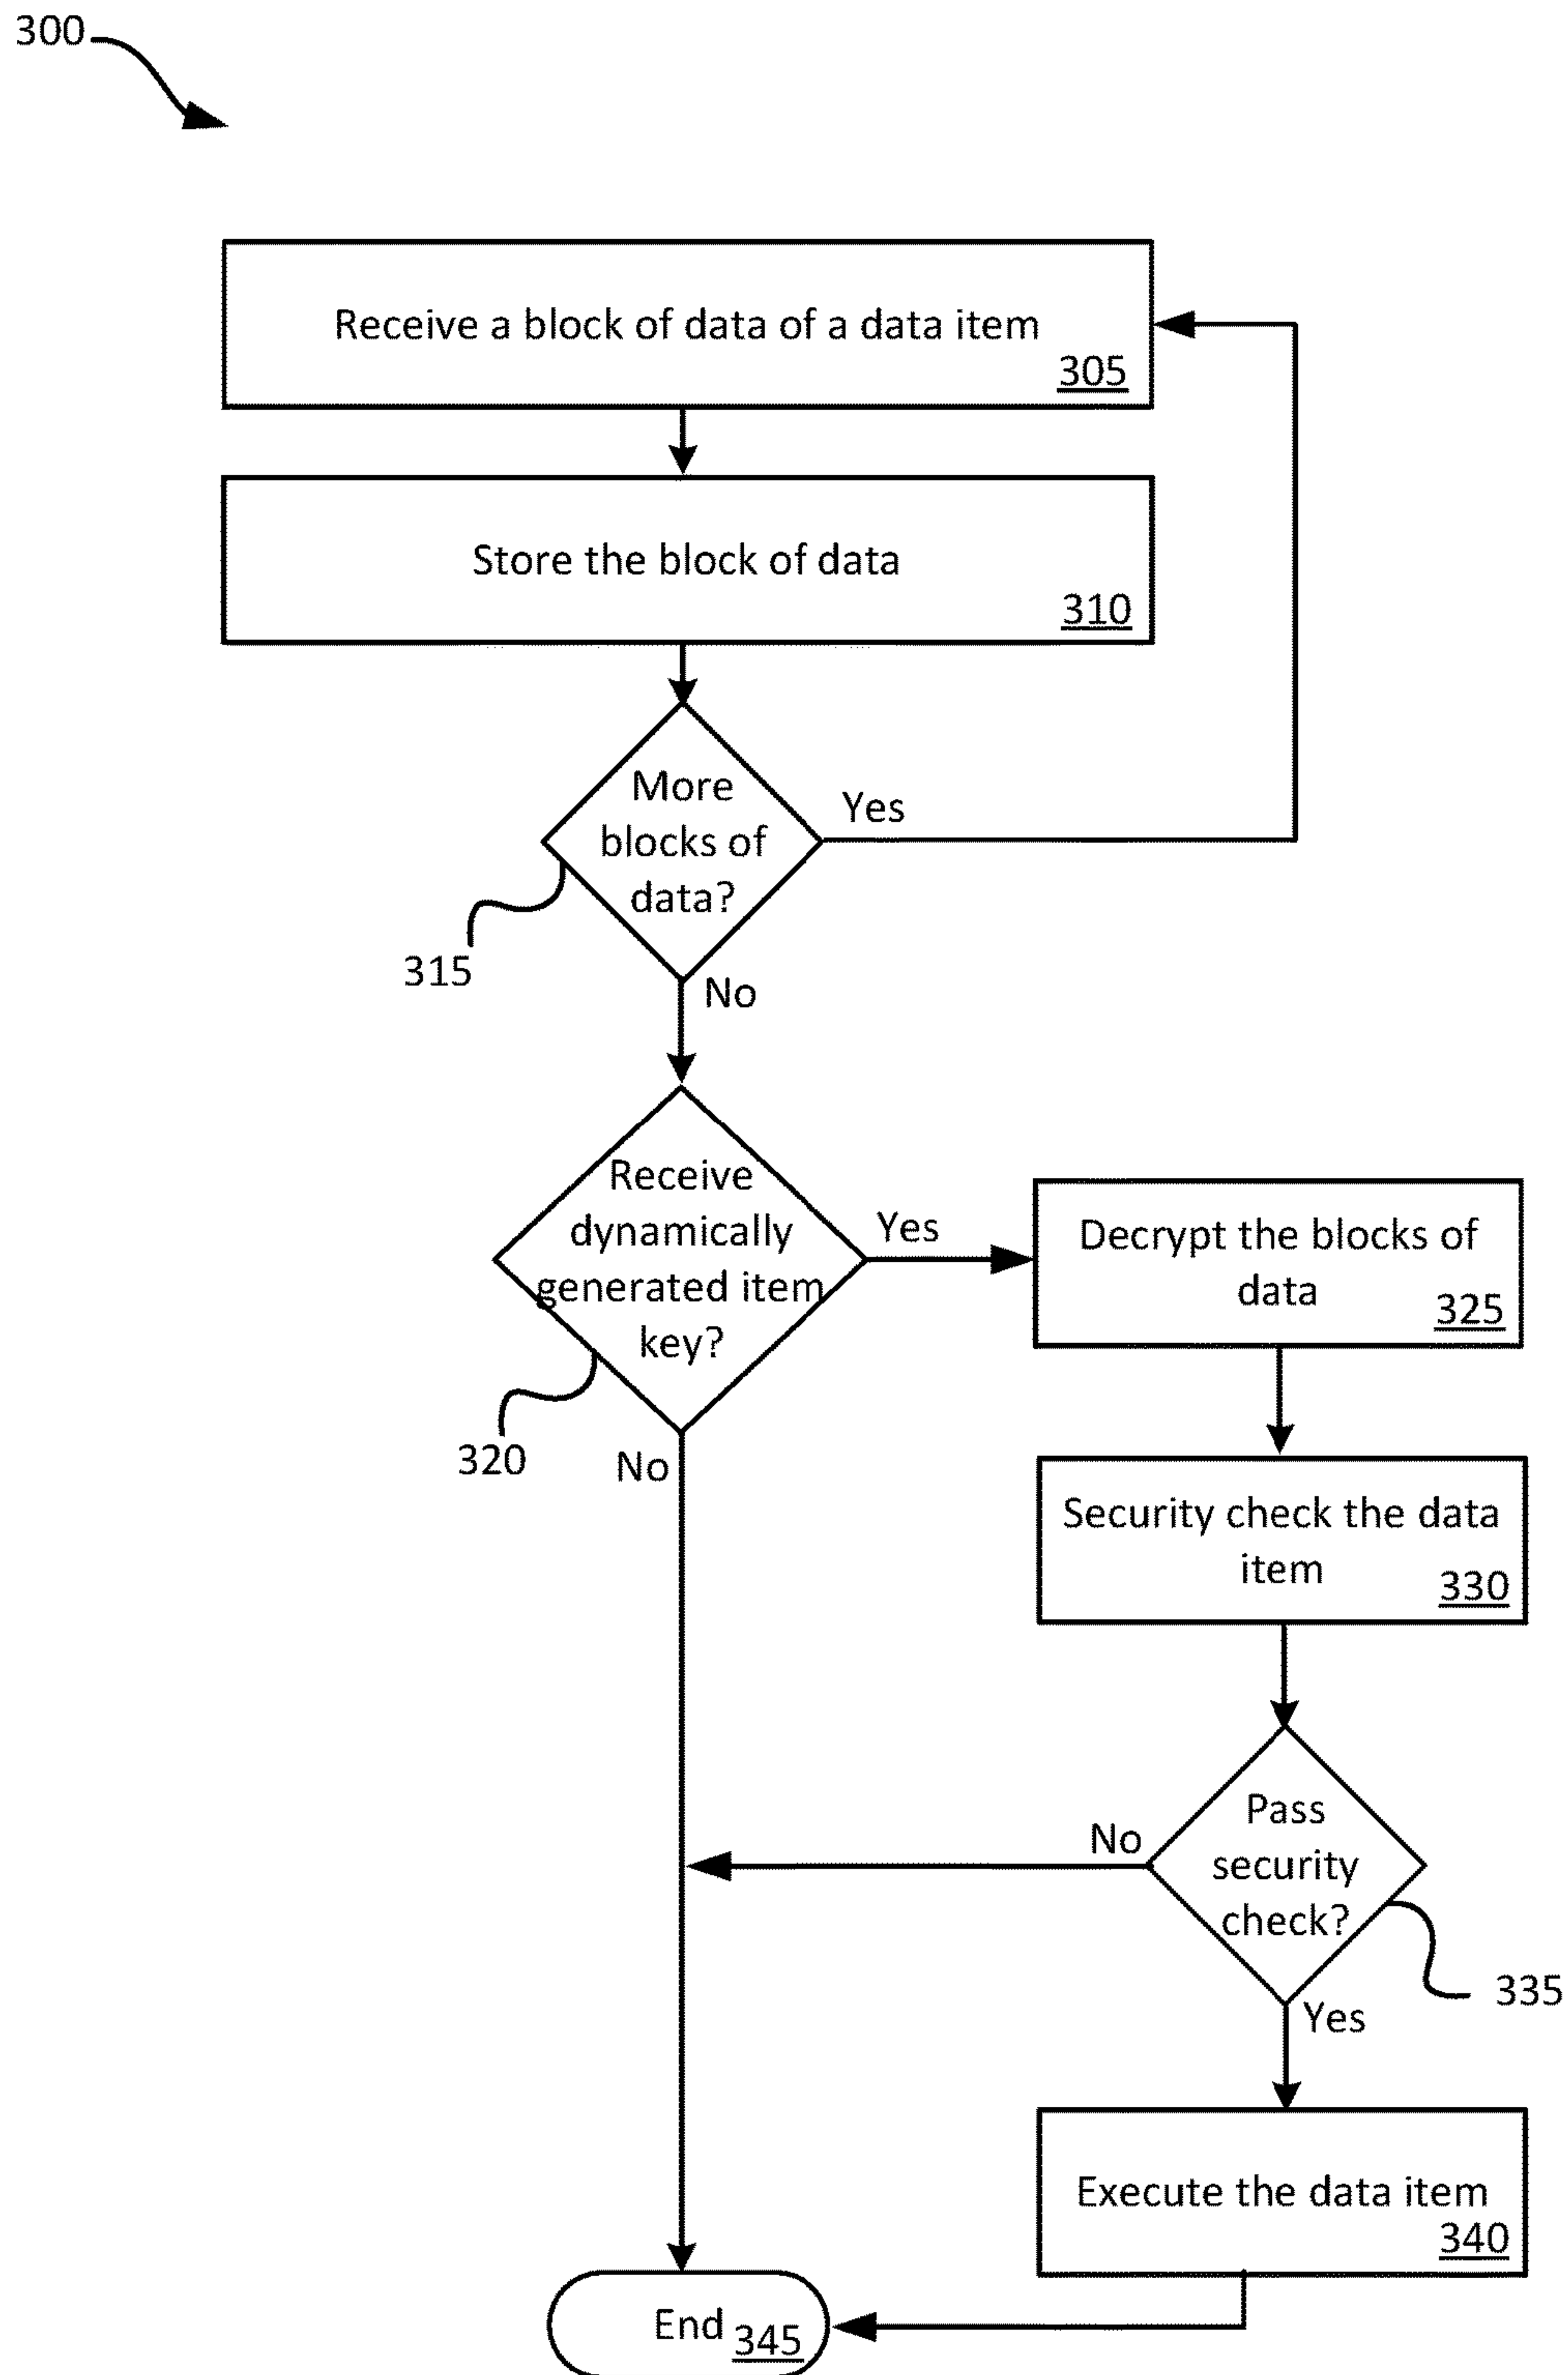 300
Receive a block of data of a data item
305
Store the block of data
310
More
blocks of
data?
Yes
315
No
Receive
dynamically
generated item
key?
Yes
320
No
Decrypt the blocks of
data
325
Security check the data
item
330
Pass
security
check?
No
335
Yes
Execute the data item
340
End
345